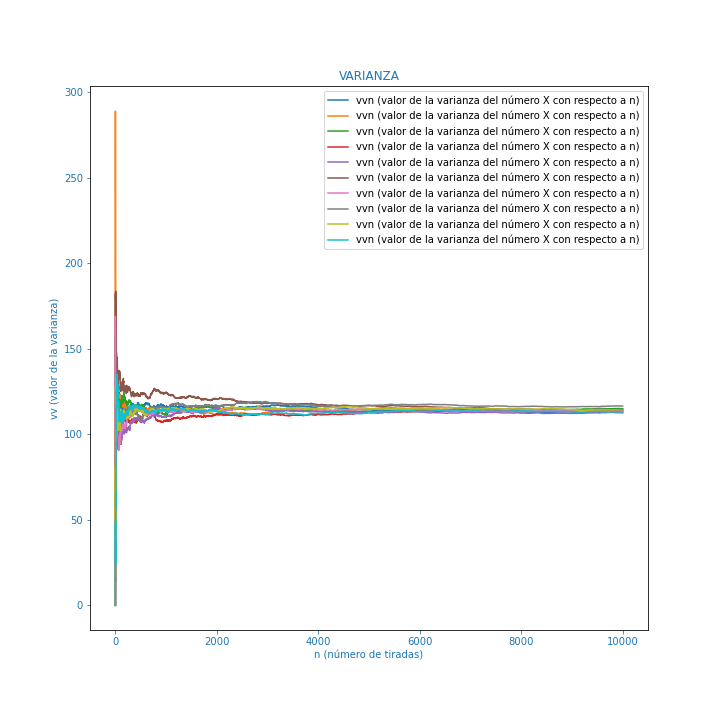 VARIANZA
300
250
200
150
100
50
0
vv (valor de la varianza)
vvn (valor de la varianza del número X con respecto a n)
vvn (valor de la varianza del número X con respecto a n)
vvn (valor de la varianza del número X con respecto a n)
vvn (valor de la varianza del número X con respecto a n)
vvn (valor de la varianza del número X con respecto a n)
vvn (valor de la varianza del número X con respecto a n)
vvn (valor de la varianza del número X con respecto a n)
vvn (valor de la varianza del número X con respecto a n)
vvn (valor de la varianza del número X con respecto a n)
vvn (valor de la varianza del número X con respecto a n)
0 2000 4000 6000 8000 10000
n (número de tiradas)